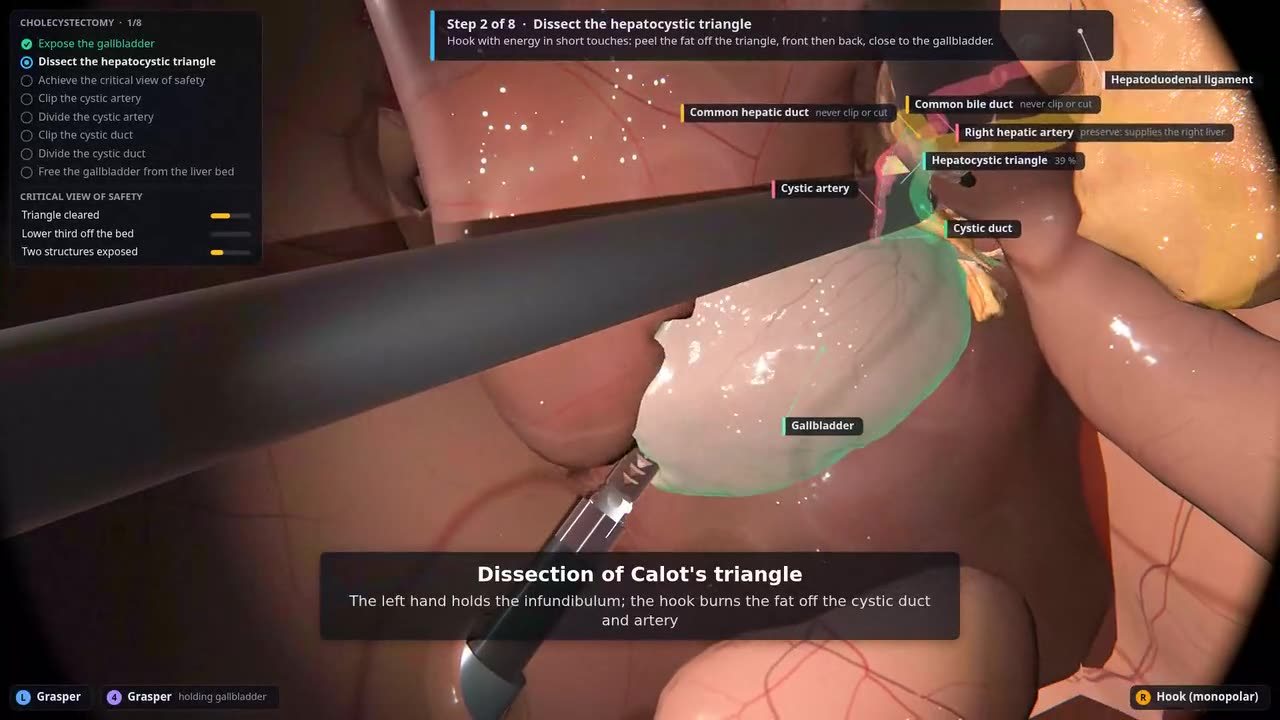 CHOLECYSTECTOMY · 1/8
Expose the gallbladder
Dissect the hepatocystic triangle
Achieve the critical view of safety
Clip the cystic artery
Divide the cystic artery
Clip the cystic duct
Divide the cystic duct
Free the gallbladder from the liver bed
CRITICAL VIEW OF SAFETY
Triangle cleared
Lower third off the bed
Two structures exposed
Step 2 of 8 · Dissect the hepatocystic triangle
Hook with energy in short touches: peel the fat off the triangle, front then back, close to the gallbladder.
Hepatoduodenal ligament
Common bile duct never clip or cut
Common hepatic duct never clip or cut
Right hepatic artery preserve: supplies the right liver
Hepatocystic triangle 39 %
Cystic artery
Cystic duct
Gallbladder
Dissection of Calot's triangle
The left hand holds the infundibulum; the hook burns the fat off the cystic duct
and artery
L Grasper
4 Grasper holding gallbladder
R Hook (monopolar)